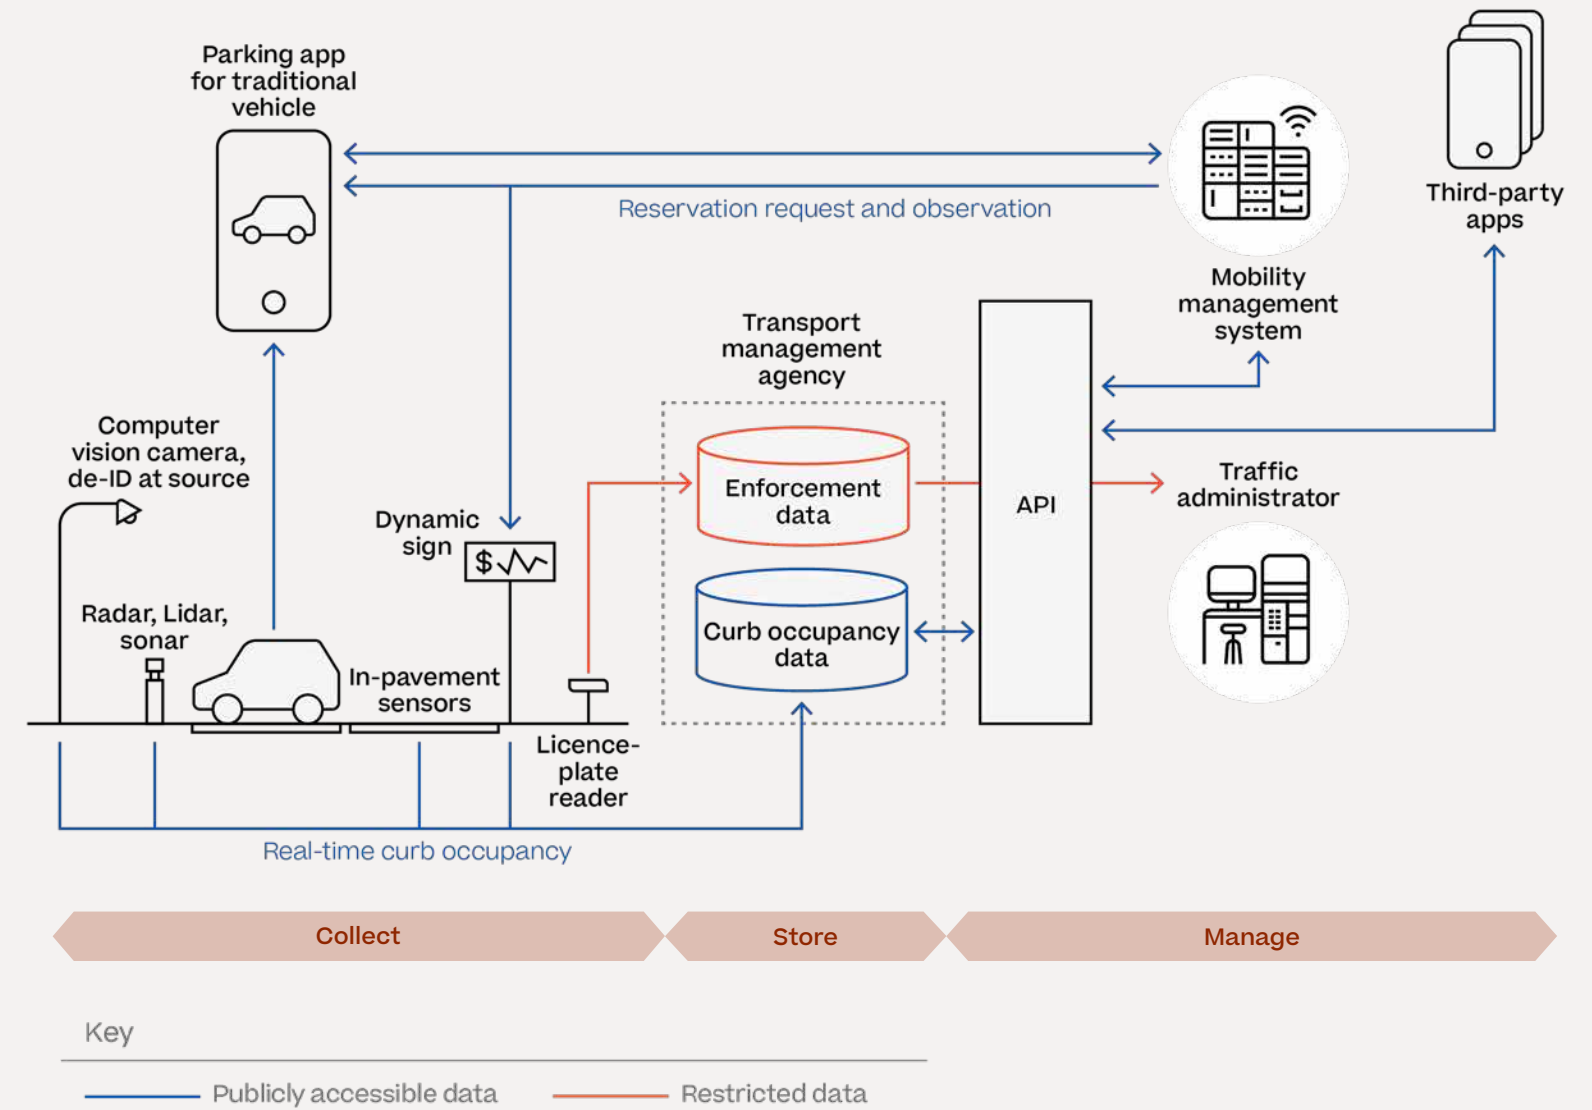 Parking app
for traditional
vehicle
Reservation request and observation
Third-party
apps
Mobility
management
system
Transport
management
agency
Computer
vision camera,
de-ID at source
Enforcement
data
API
Traffic
administrator
Dynamic
sign
$
Radar, Lidar,
sonar
In-pavement
sensors
Curb occupancy
data
Licence-
plate
reader
Real-time curb occupancy
Collect
Store
Manage
Key
Publicly accessible data
Restricted data